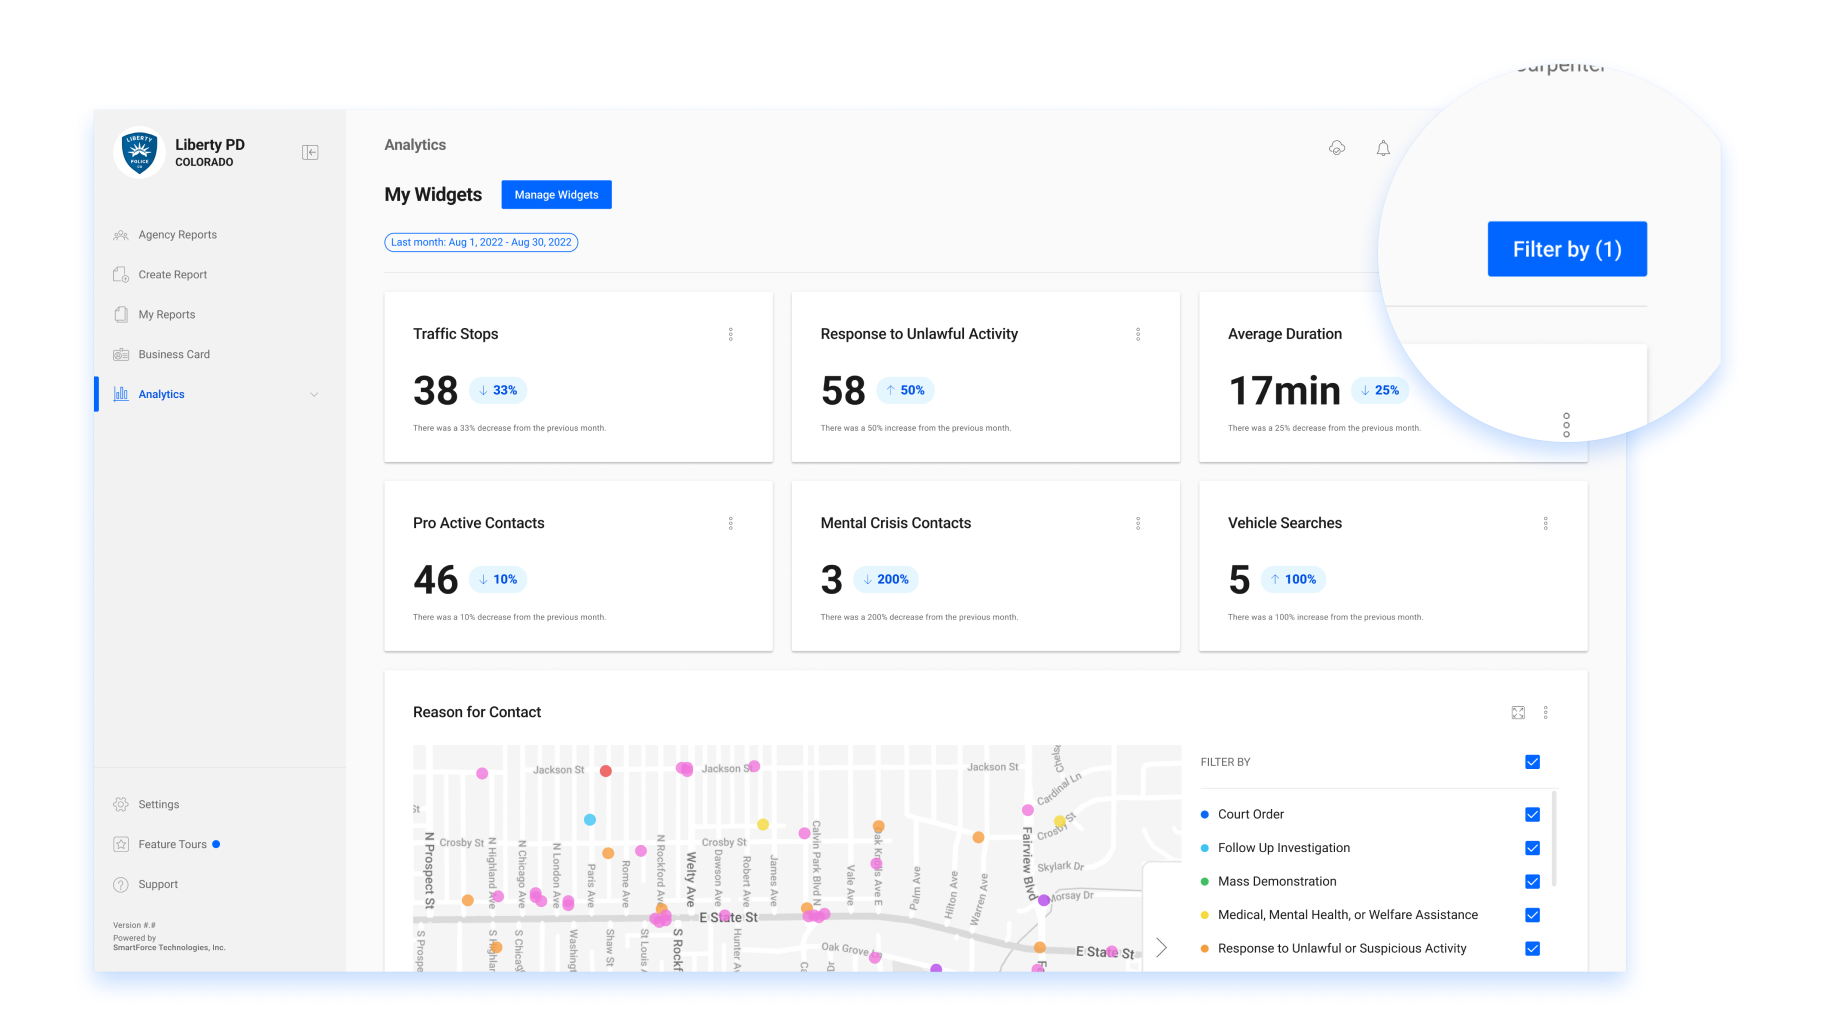 Carpenter
LIBERTY
POLICE
Liberty PD
COLORADO
Analytics
My Widgets
Manage Widgets
Filter by (1)
Last month: Aug 1, 2022 - Aug 30, 2022
Agency Reports
Create Report
My Reports
Business Card
Analytics
Traffic Stops
38
33%
There was a 33% decrease from the previous month.
Response to Unlawful Activity
58
50%
There was a 50% increase from the previous month.
Average Duration
17min
25%
There was a 25% decrease from the previous month.
Pro Active Contacts
46
10%
There was a 10% decrease from the previous month.
Mental Crisis Contacts
3
200%
There was a 200% decrease from the previous month.
Vehicle Searches
5
100%
There was a 100% increase from the previous month.
Reason for Contact
Jackson St
Jackson St
Jackson St
Cardinal Ln
St
Crosby St
Crosby St
Crosby St
N Prospect St
N Highland Ave
N Chicago Ave
N London Ave
Paris Ave
Rome Ave
N Rockford Ave
Welty Ave
Dawson Ave
Robert Ave
James Ave
Calvin Park Blvd N
Vale Ave
Oak Knolls Ave E
Palm Ave
Hilton Ave
Warren Ave
Fairview Blvd
Skylark Dr
Morsay Dr
E State St
E State St
Oak Grove
S Prospe
S Highlan
S Chicag
Washingt
Shaw St
St Louis
S Rockf
Hunter A
FILTER BY
Court Order
Follow Up Investigation
Mass Demonstration
Medical, Mental Health, or Welfare Assistance
Response to Unlawful or Suspicious Activity
Settings
Feature Tours
Support
Version #.#
Powered by
SmartForce Technologies, Inc.